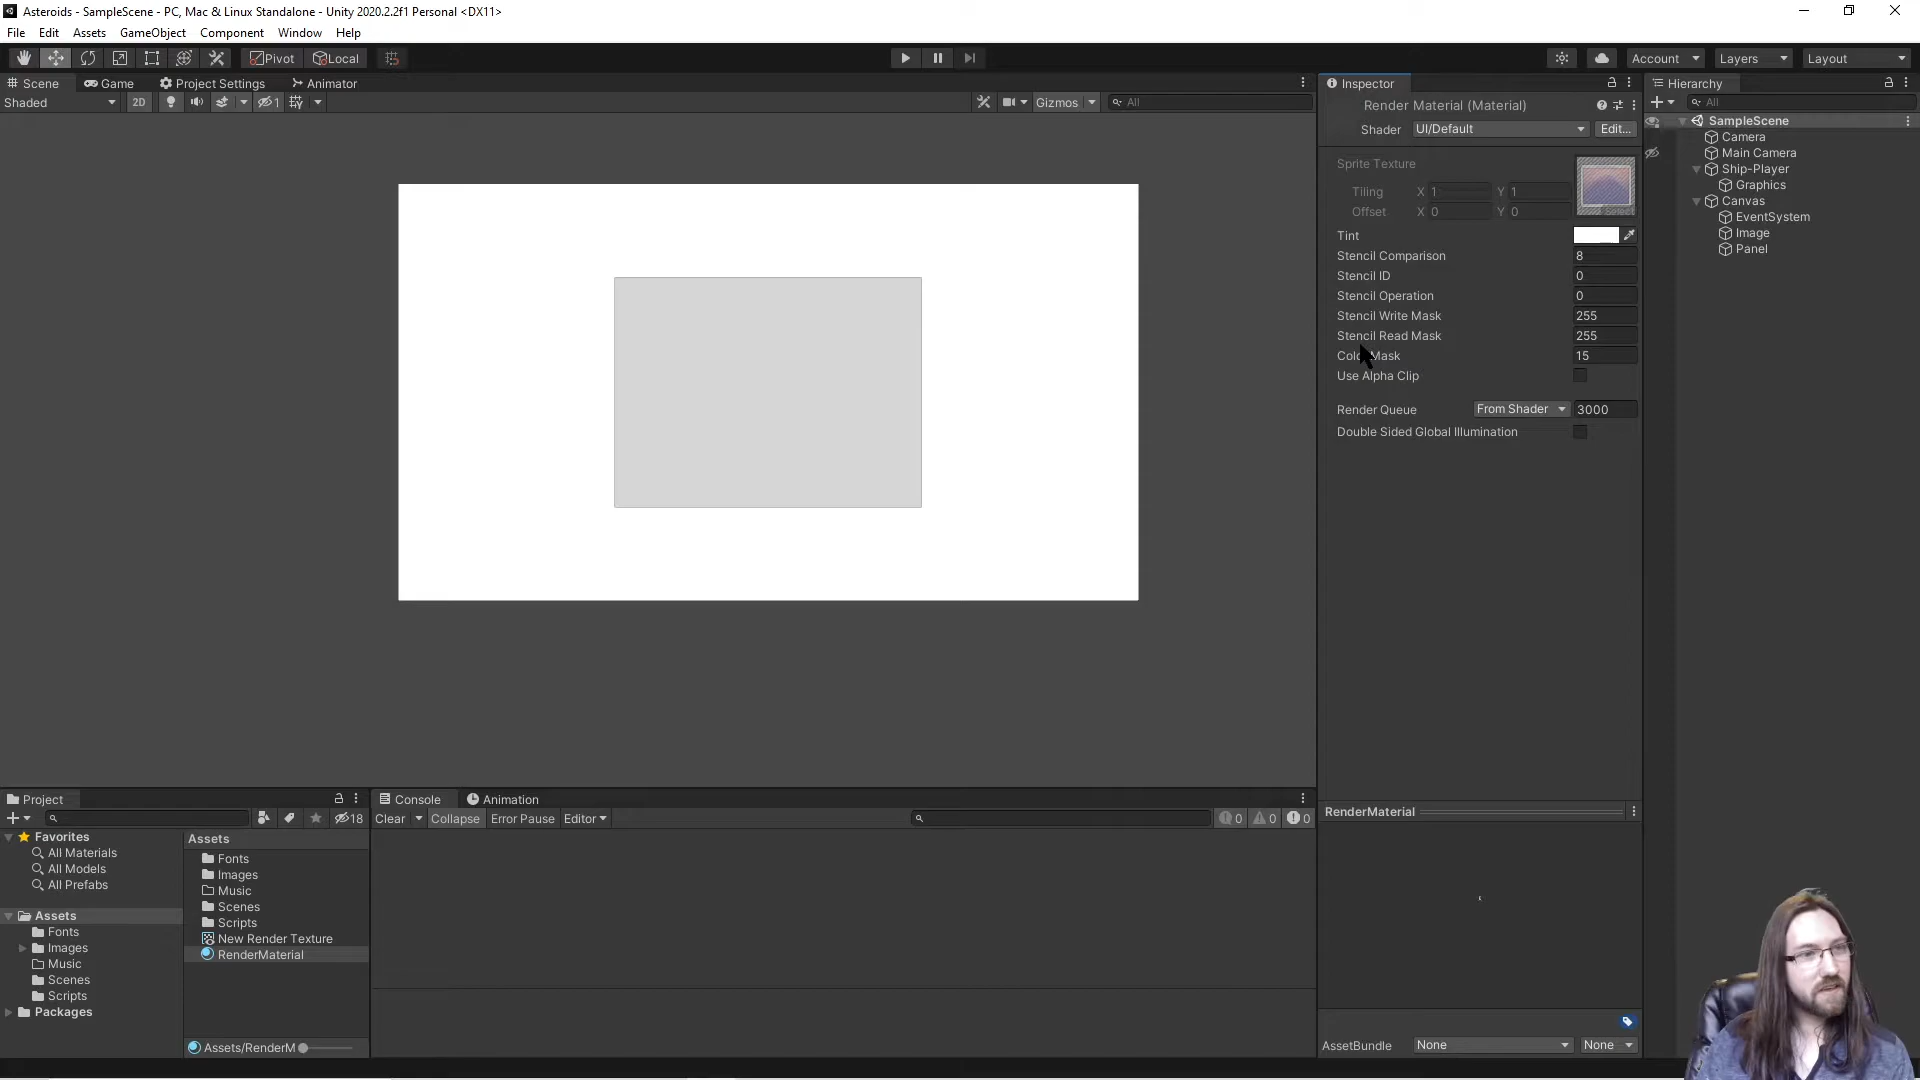 Asteroids - SampleScene - PC, Mac & Linux Standalone - Unity 2020.2.2f1 Personal <DX11>
File Edit Assets GameObject Component Window Help
Pivot Local Account Layers Layout
Scene Game Project Settings Animator
Shaded 2D 1 Gizmos All
Inspector
Render Material (Material)
Shader UI/Default Edit...
Sprite Texture
Tiling X 1 Y 1
Offset X 0 Y 0
Select
Tint
Stencil Comparison 8
Stencil ID 0
Stencil Operation 0
Stencil Write Mask 255
Stencil Read Mask 255
Mask 15
Use Alpha Clip
Render Queue From Shader 3000
Double Sided Global Illumination
Hierarchy
All
SampleScene
Camera
Main Camera
Ship-Player
Graphics
Canvas
EventSystem
Image
Panel
Project
18
Favorites
All Materials
All Models
All Prefabs
Assets
Fonts
Images
Music
Scenes
Scripts
Packages
Assets
Fonts
Images
Music
Scenes
Scripts
New Render Texture
RenderMaterial
Assets/RenderM
Console Animation
Clear Collapse Error Pause Editor 0 0 0
RenderMaterial
AssetBundle None None